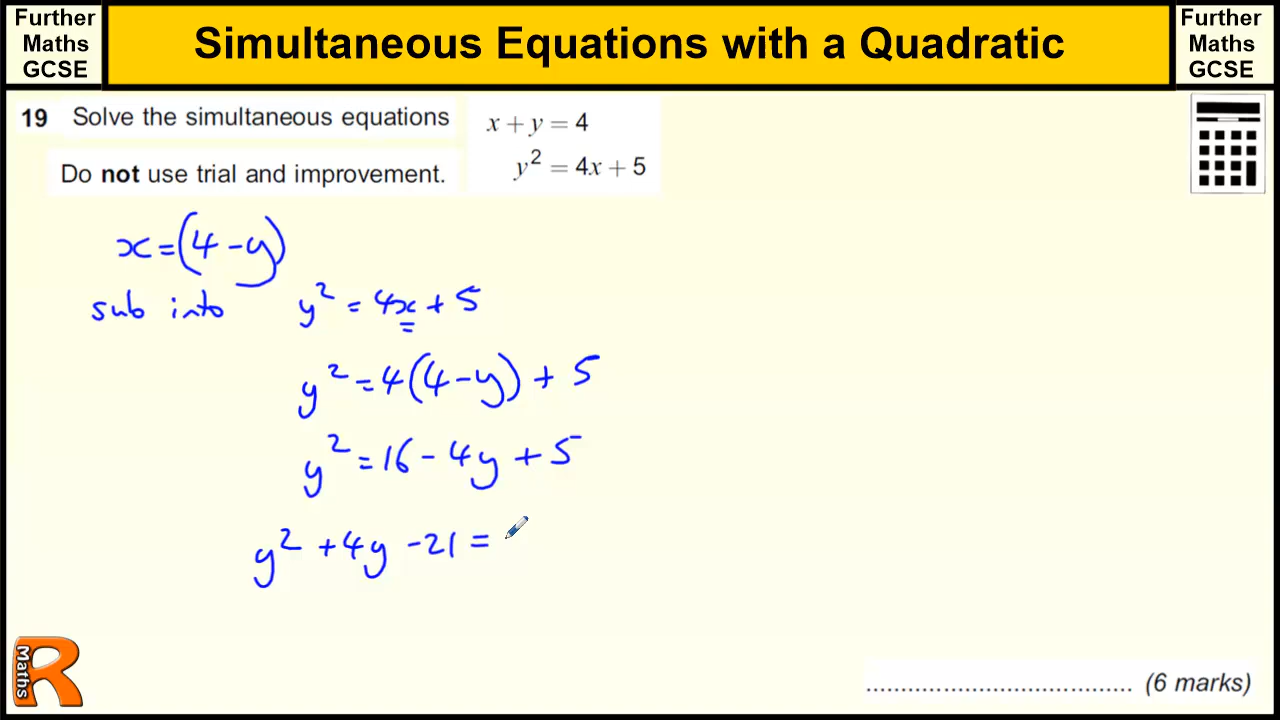 Further Maths GCSE
Simultaneous Equations with a Quadratic
Further Maths GCSE
19 Solve the simultaneous equations
x + y = 4
y² = 4x + 5
Do not use trial and improvement.
x = (4 - y)
sub into y² = 4x + 5
y² = 4(4 - y) + 5
y² = 16 - 4y + 5
y² + 4y - 21 =
R Maths
...................................... (6 marks)